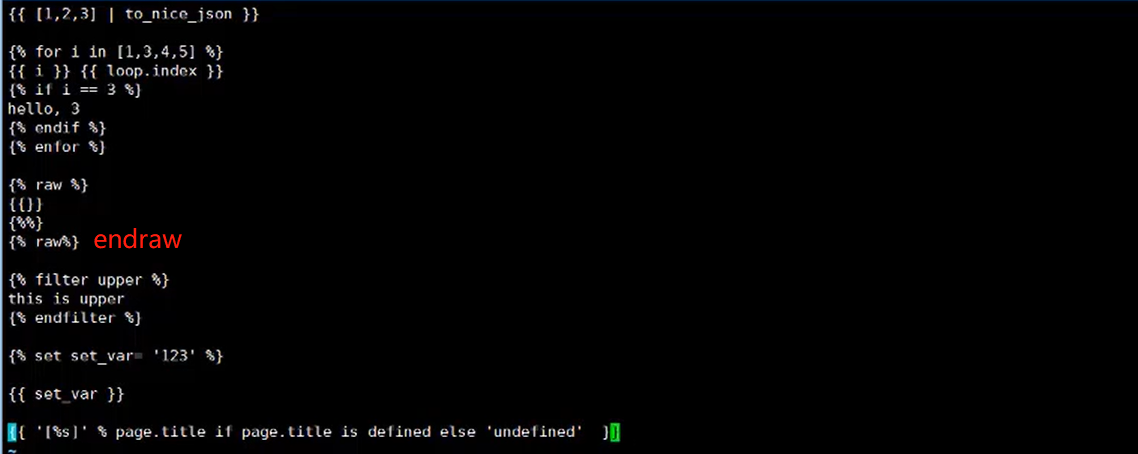 {{ [1,2,3] | to_nice_json }}
{% for i in [1,3,4,5] %}
{{ i }} {{ loop.index }}
{% if i == 3 %}
hello, 3
{% endif %}
{% enfor %}
{% raw %}
{{}}
{%%}
{% raw%} endraw
{% filter upper %}
this is upper
{% endfilter %}
{% set set_var= '123' %}
{{ set_var }}
{{ '[%s]' % page.title if page.title is defined else 'undefined'  }}
~